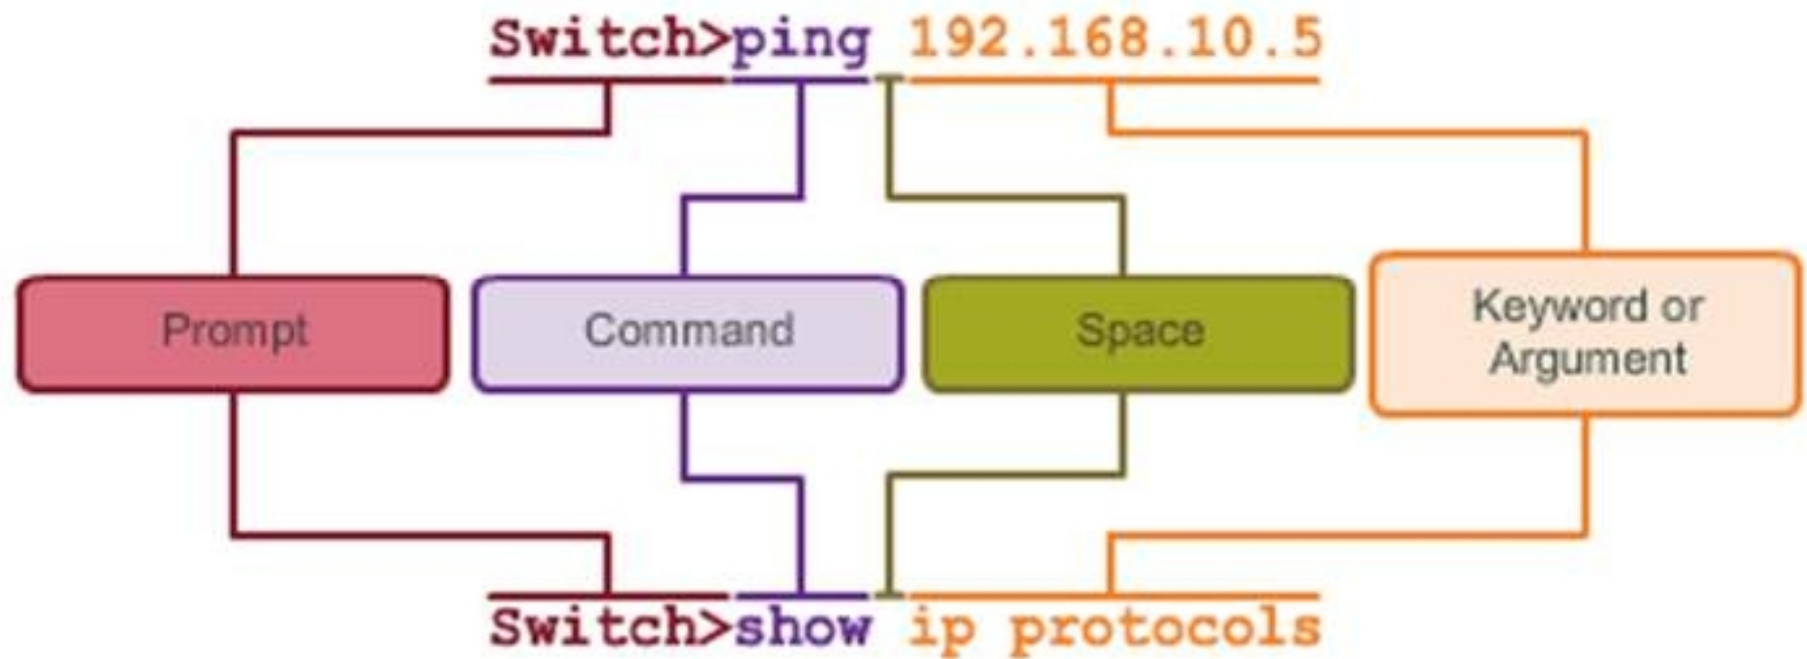 Switch>ping 192.168.10.5
Prompt
Command
Space
Keyword or
Argument
Switch>show ip protocols